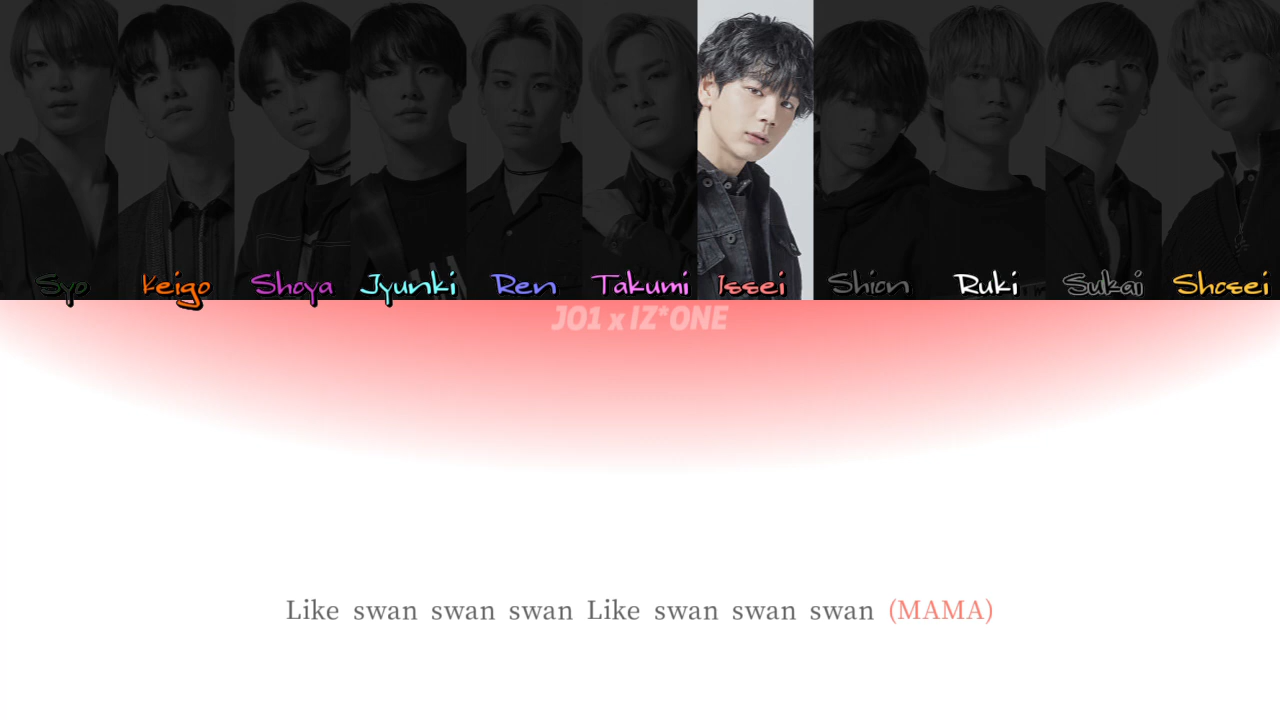 Syo Keigo Shoya Jyunki Ren Takumi Issei Shion Ruki Sukai Shosei
JO1 x IZ*ONE
Like swan swan swan Like swan swan swan (MAMA)